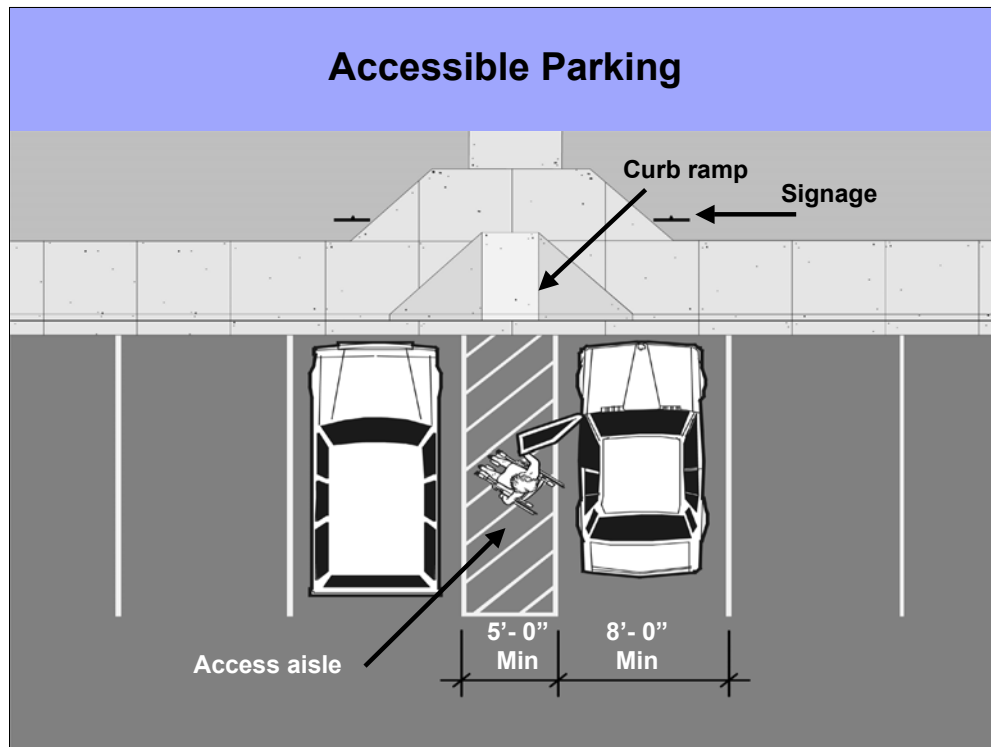 Accessible Parking
Curb ramp
Signage
5’- 0”
Min
8’- 0”
Min
Access aisle